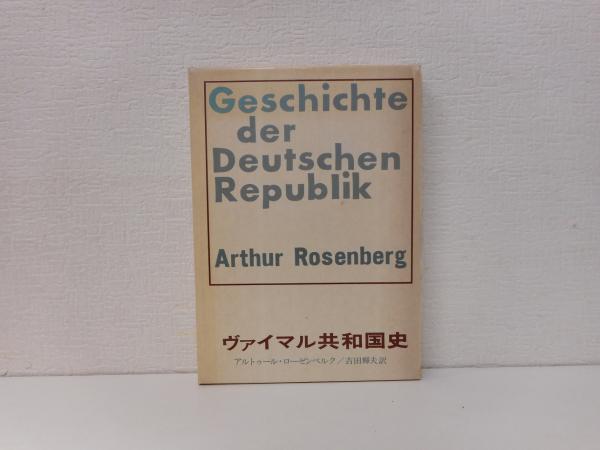 Geschichte
der
Deutschen
Republik
Arthur Rosenberg
ヴァイマル共和国史
アルトゥール・ローゼンベルク／吉田輝夫訳